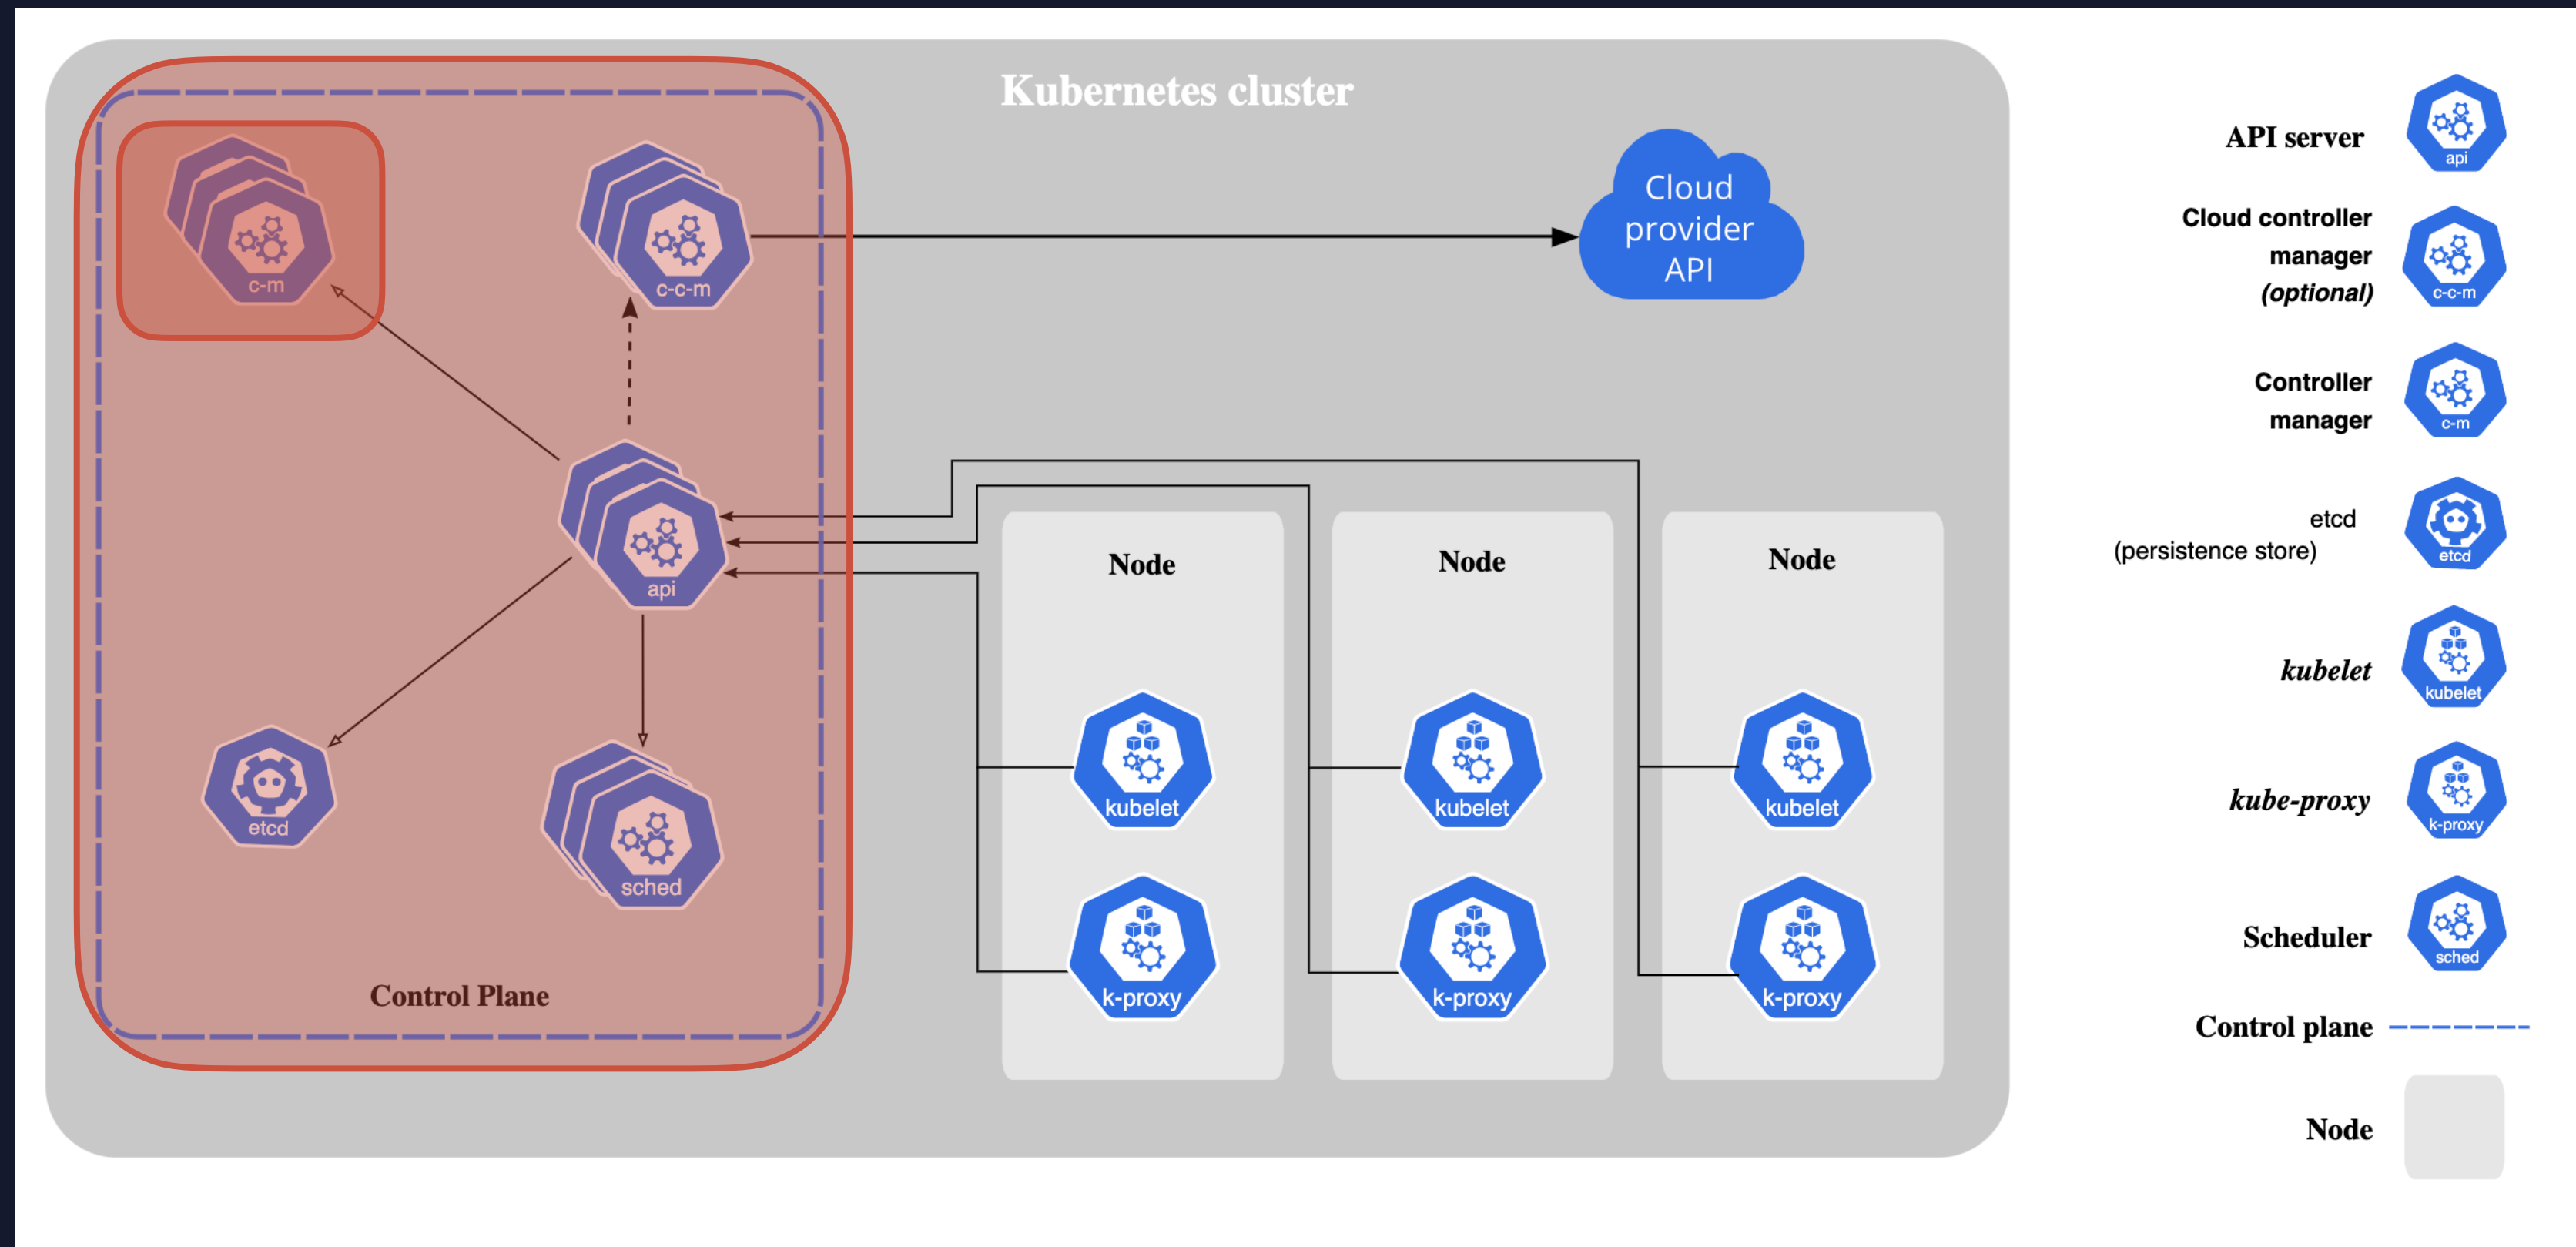 Kubernetes cluster
c-m
c-c-m
Cloud
provider
API
api
etcd
sched
Control Plane
Node
kubelet
k-proxy
Node
kubelet
k-proxy
Node
kubelet
k-proxy
API server
api
Cloud controller
manager
(optional)
c-c-m
Controller
manager
c-m
etcd
(persistence store)
etcd
kubelet
kubelet
kube-proxy
k-proxy
Scheduler
sched
Control plane
Node